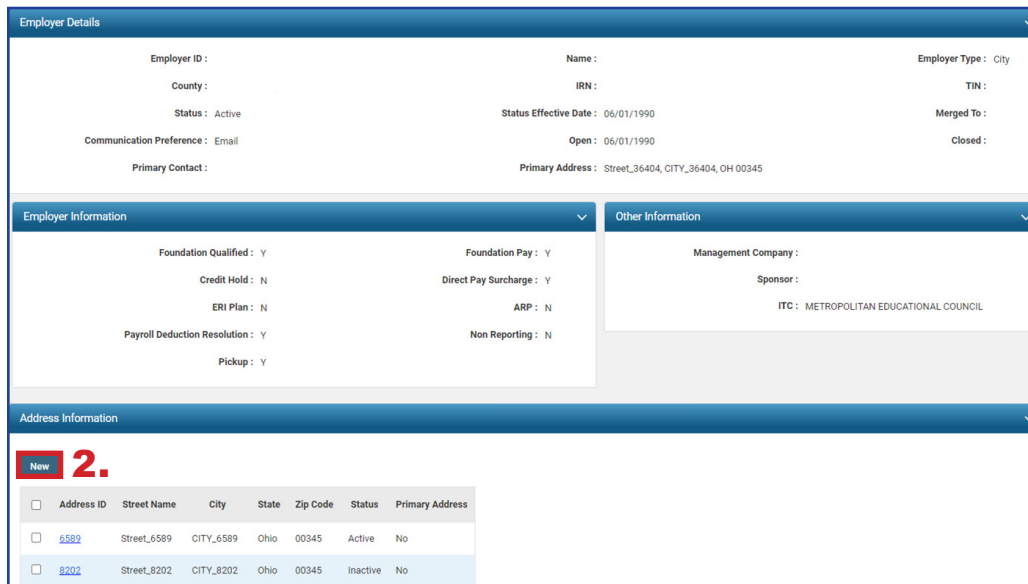 Employer Details
Employer ID : Name : Employer Type : City
County : IRN : TIN :
Status : Active Status Effective Date : 06/01/1990 Merged To :
Communication Preference : Email Open : 06/01/1990 Closed :
Primary Contact : Primary Address : Street_36404, CITY_36404, OH 00345
Employer Information Other Information
Foundation Qualified : Y Foundation Pay : Y Management Company :
Credit Hold : N Direct Pay Surcharge : Y Sponsor :
ERI Plan : N ARP : N ITC : METROPOLITAN EDUCATIONAL COUNCIL
Payroll Deduction Resolution : Y Non Reporting : N
Pickup : Y
Address Information
New 2.
Address ID Street Name City State Zip Code Status Primary Address
6589 Street_6589 CITY_6589 Ohio 00345 Active No
8202 Street_8202 CITY_8202 Ohio 00345 Inactive No